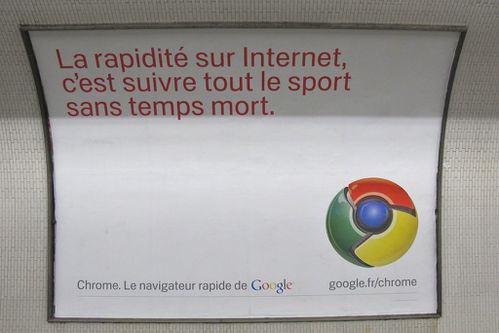 La rapidité sur Internet,
c'est suivre tout le sport
sans temps mort.
Chrome. Le navigateur rapide de Google
google.fr/chrome